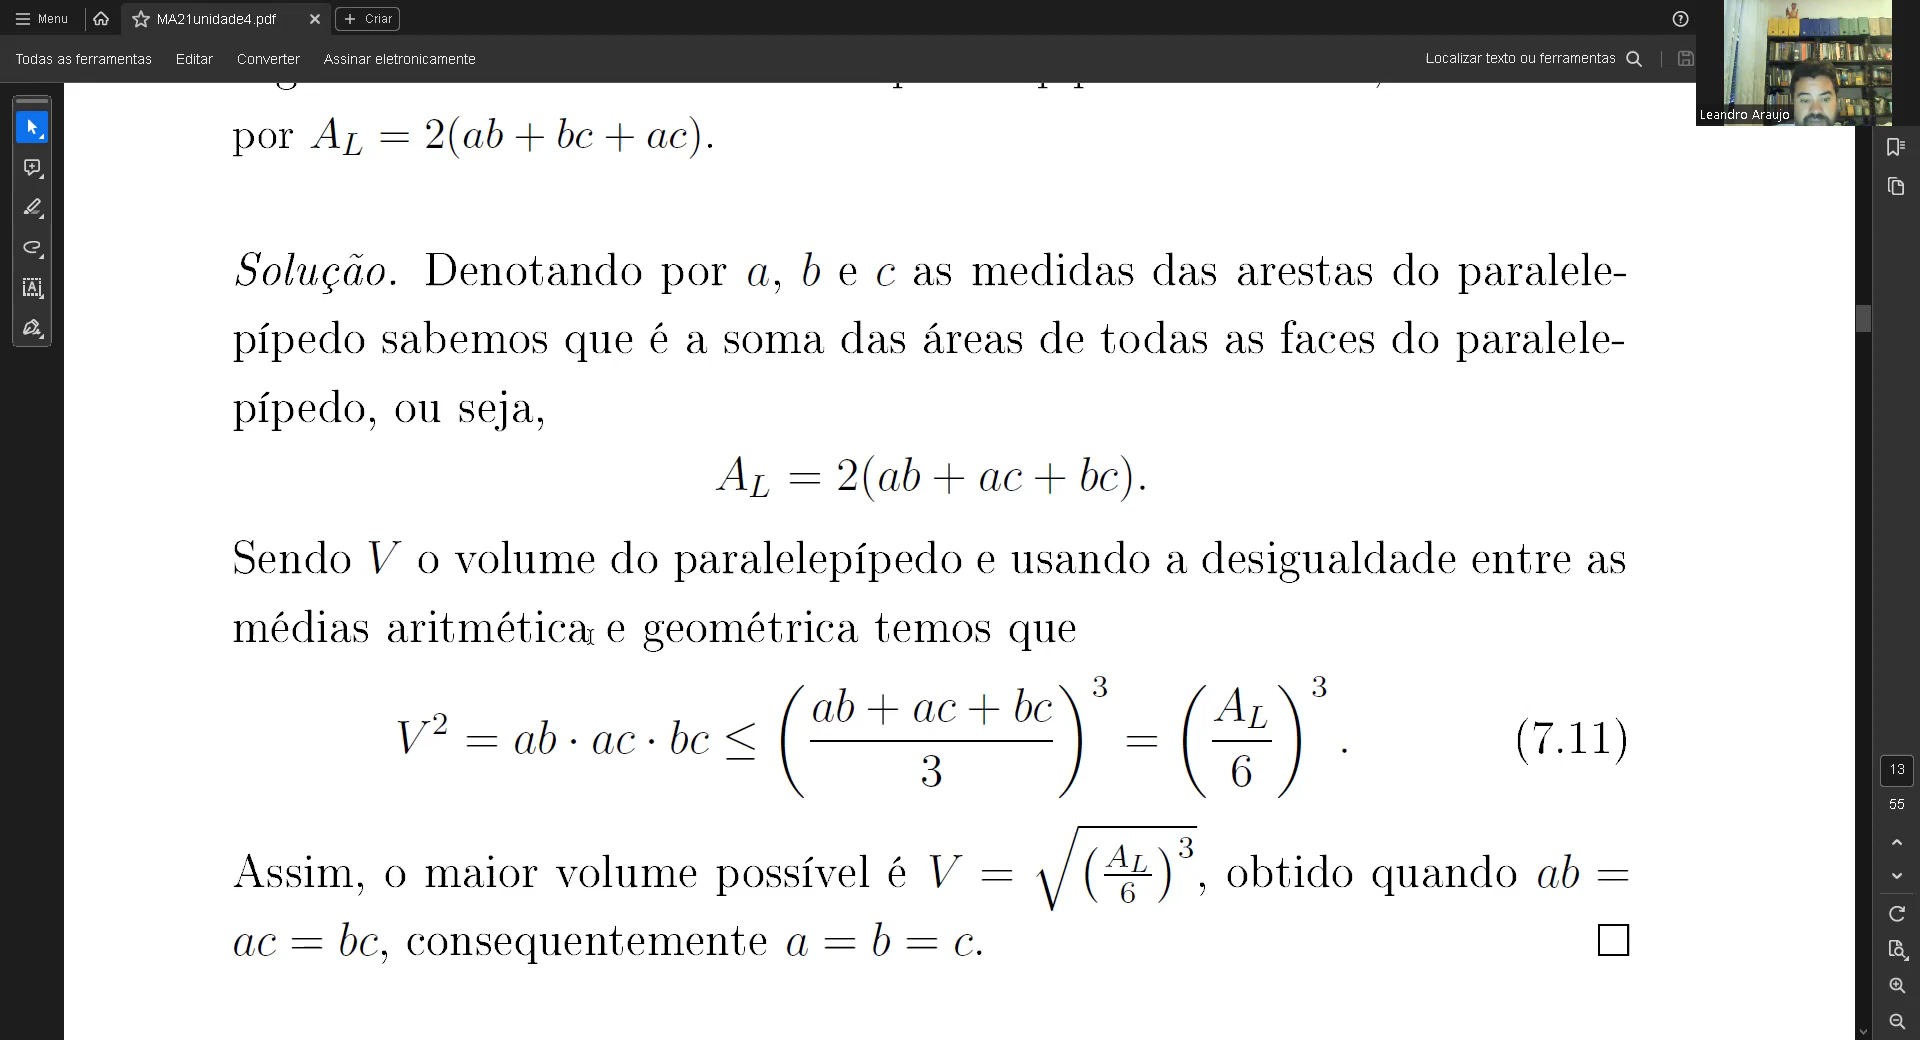 Menu
MA21unidade4.pdf
Criar
Todas as ferramentas
Editar
Converter
Assinar eletronicamente
Localizar texto ou ferramentas
Leandro Araujo
por A_L = 2(ab + bc + ac).
Solução. Denotando por a, b e c as medidas das arestas do paralele-
pípedo sabemos que é a soma das áreas de todas as faces do paralele-
pípedo, ou seja,
A_L = 2(ab + ac + bc).
Sendo V o volume do paralelepípedo e usando a desigualdade entre as
médias aritmética e geométrica temos que
V² = ab · ac · bc ≤ ((ab + ac + bc)/3)³ = (A_L/6)³. (7.11)
Assim, o maior volume possível é V = √((A_L/6)³), obtido quando ab =
ac = bc, consequentemente a = b = c. □
13
55